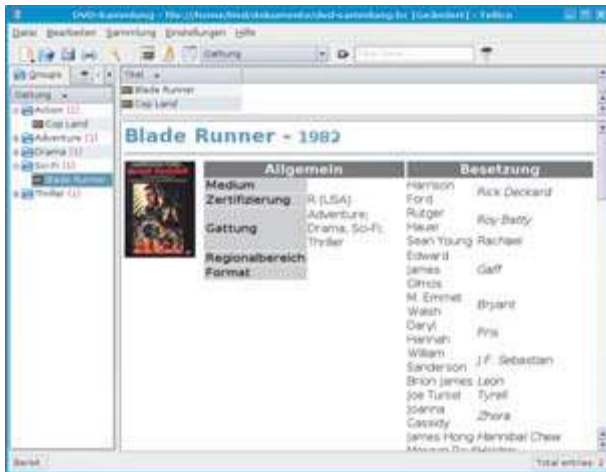 DVD-Sammlung - file:///home/tmd/dokumente/dvd-sammlung.bc [Geändert] - Tellico
Datei Bearbeiten Sammlung Einstellungen Hilfe
Gattung
Groups
Titel
Gattung
Blade Runner
Cop Land
Action (1)
Cop Land
Adventure (1)
Drama (1)
Sci-Fi (1)
Blade Runner
Thriller (1)
Blade Runner - 1982
Allgemein
Medium
Zertifizierung R (USA)
Gattung Adventure; Drama; Sci-Fi; Thriller
Regionalbereich
Format
Besetzung
Harrison Ford Rick Deckard
Rutger Hauer Roy Batty
Sean Young Rachael
Edward James Olmos Gaff
M. Emmet Walsh Bryant
Daryl Hannah Pris
William Sanderson J.F. Sebastian
Brion James Leon
Joe Turkel Tyrell
Joanna Cassidy Zhora
James Hong Hannibal Chew
Bereit.
Total entries: 2